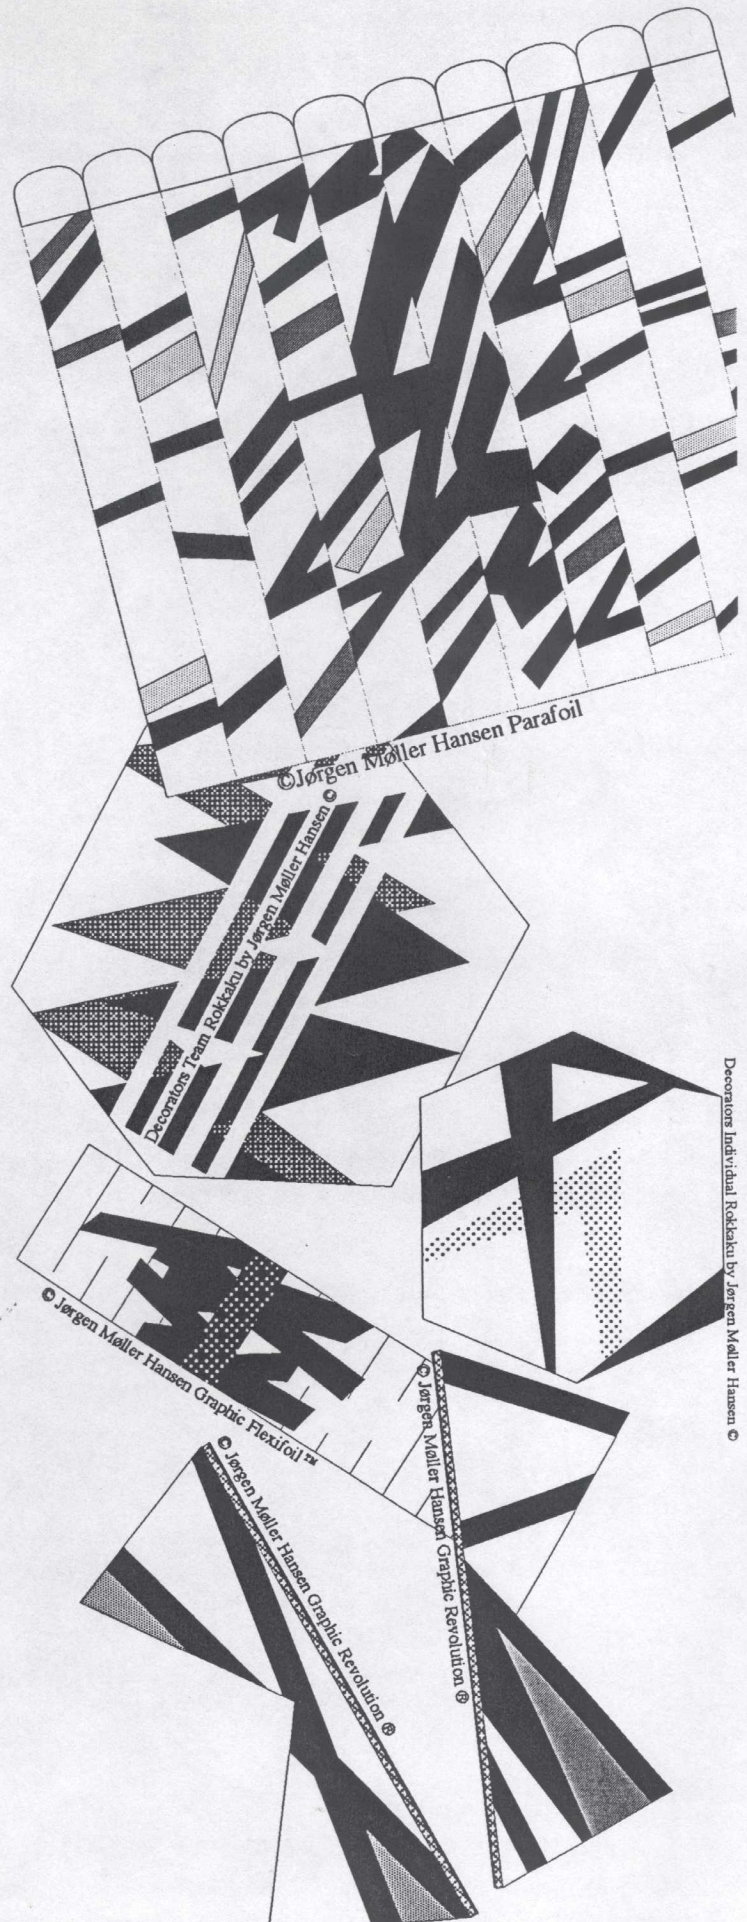 ©Jørgen Møller Hansen Parafoil
Decorators Team Rokkaku by Jørgen Møller Hansen ©
Decorators Individual Rokkaku by Jørgen Møller Hansen ©
© Jørgen Møller Hansen Graphic Flexifoil™
© Jørgen Møller Hansen Graphic Revolution ®
© Jørgen Møller Hansen Graphic Revolution ®